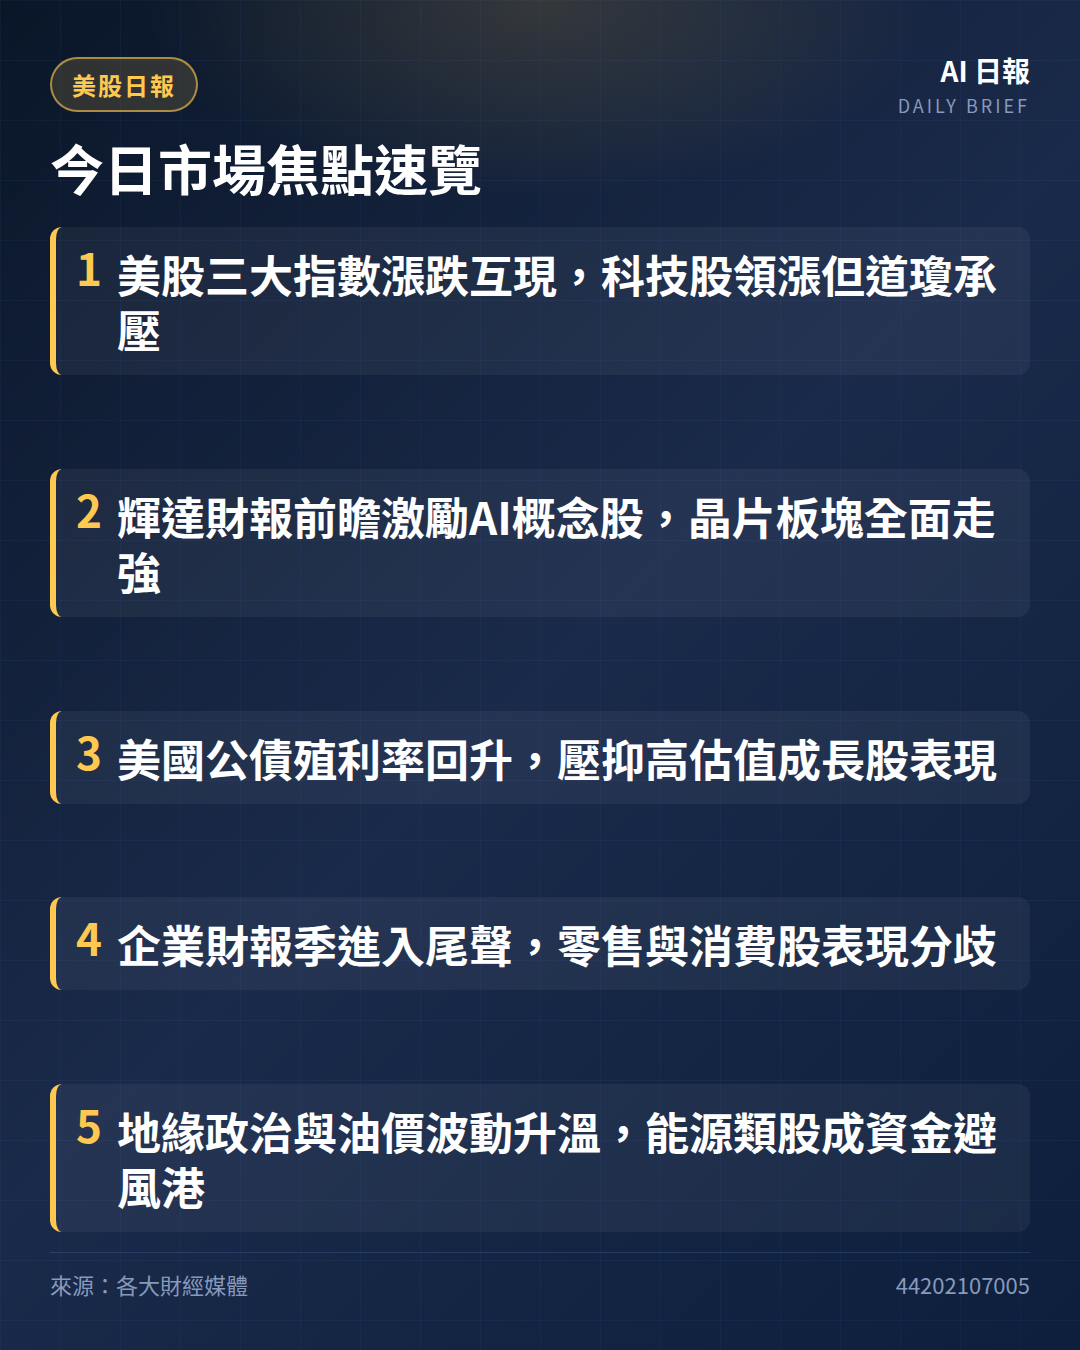 美股日報
AI 日報
DAILY BRIEF
今日市場焦點速覽
1 美股三大指數漲跌互現，科技股領漲但道瓊承
壓
2 輝達財報前瞻激勵AI概念股，晶片板塊全面走
強
3 美國公債殖利率回升，壓抑高估值成長股表現
4 企業財報季進入尾聲，零售與消費股表現分歧
5 地緣政治與油價波動升溫，能源類股成資金避
風港
來源：各大財經媒體
44202107005